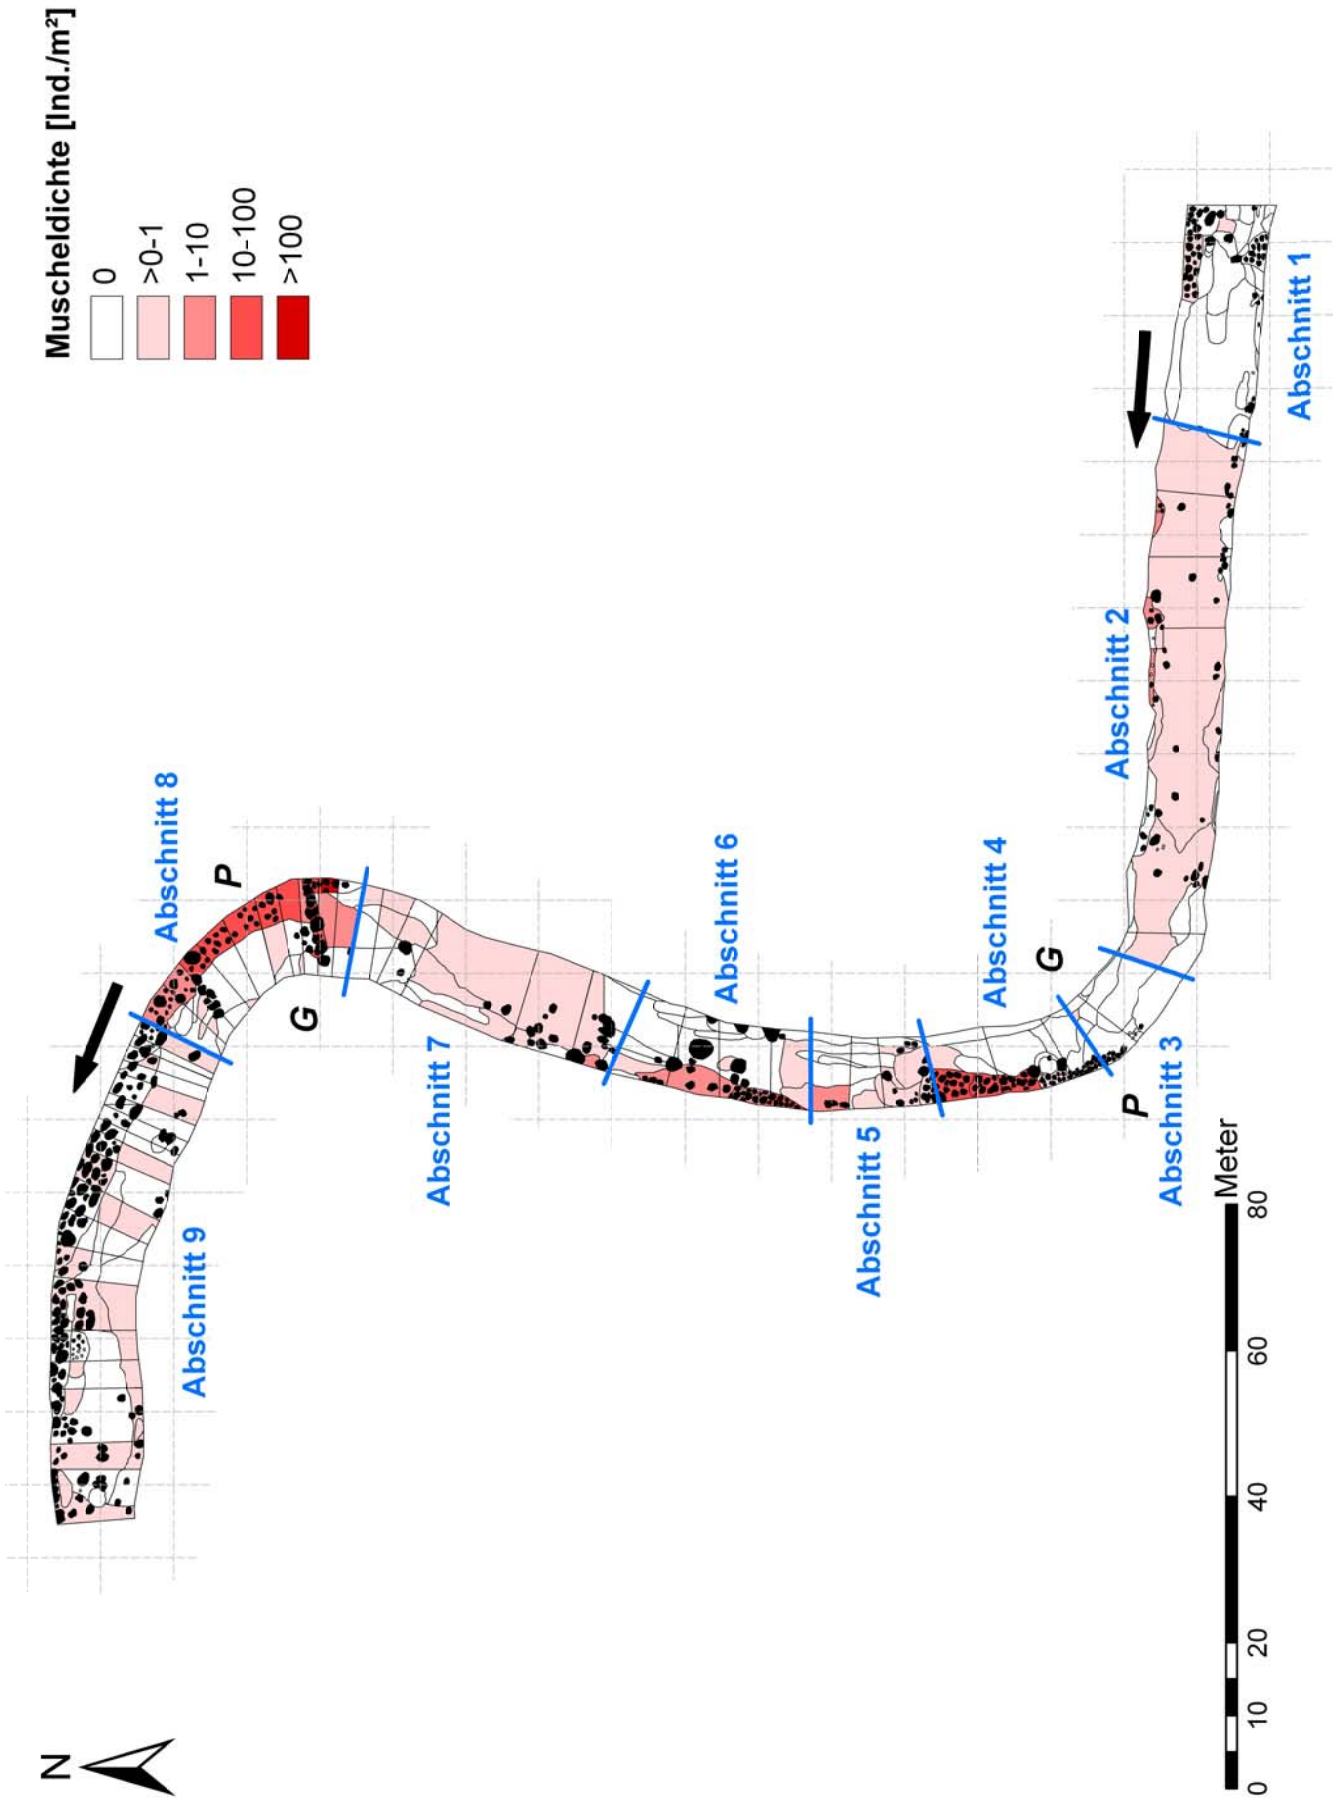 N
Muscheldichte [Ind./m²]
0
>0-1
1-10
10-100
>100
Abschnitt 8
P
G
Abschnitt 9
Abschnitt 7
Abschnitt 6
Abschnitt 5
Abschnitt 4
G
P
Abschnitt 3
Abschnitt 2
Abschnitt 1
Meter
0 10 20 40 60 80